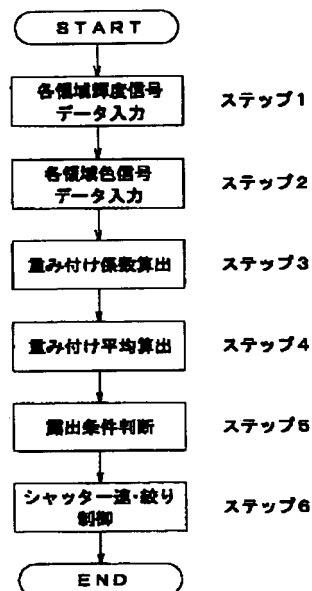 START
各領域輝度信号
データ入力
ステップ1
各領域色信号
データ入力
ステップ2
重み付け係数算出
ステップ3
重み付け平均算出
ステップ4
露出条件判断
ステップ5
シャッター速・絞り
制御
ステップ6
END